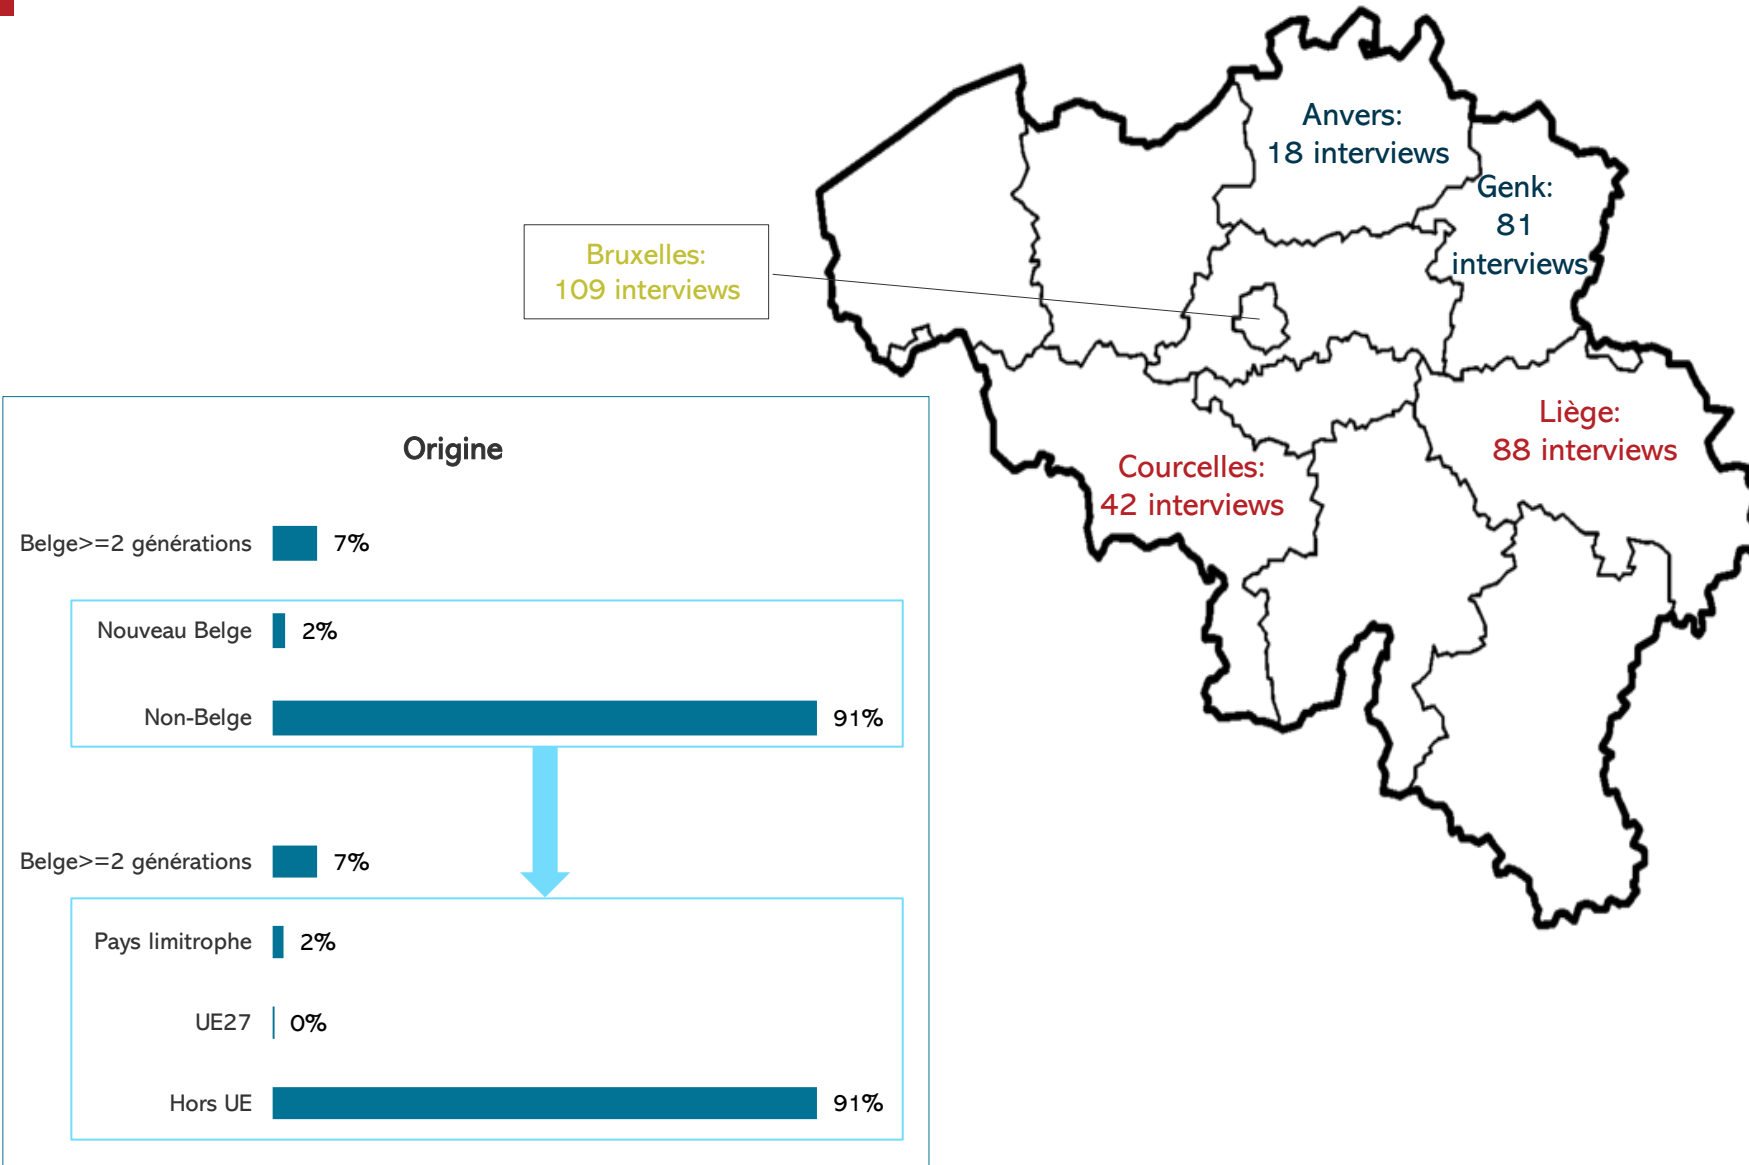 Anvers:
18 interviews
Genk:
81
interviews
Bruxelles:
109 interviews
Liège:
88 interviews
Courcelles:
42 interviews
Origine
Belge>=2 générations 7%
Nouveau Belge 2%
Non-Belge 91%
Belge>=2 générations 7%
Pays limitrophe 2%
UE27 0%
Hors UE 91%